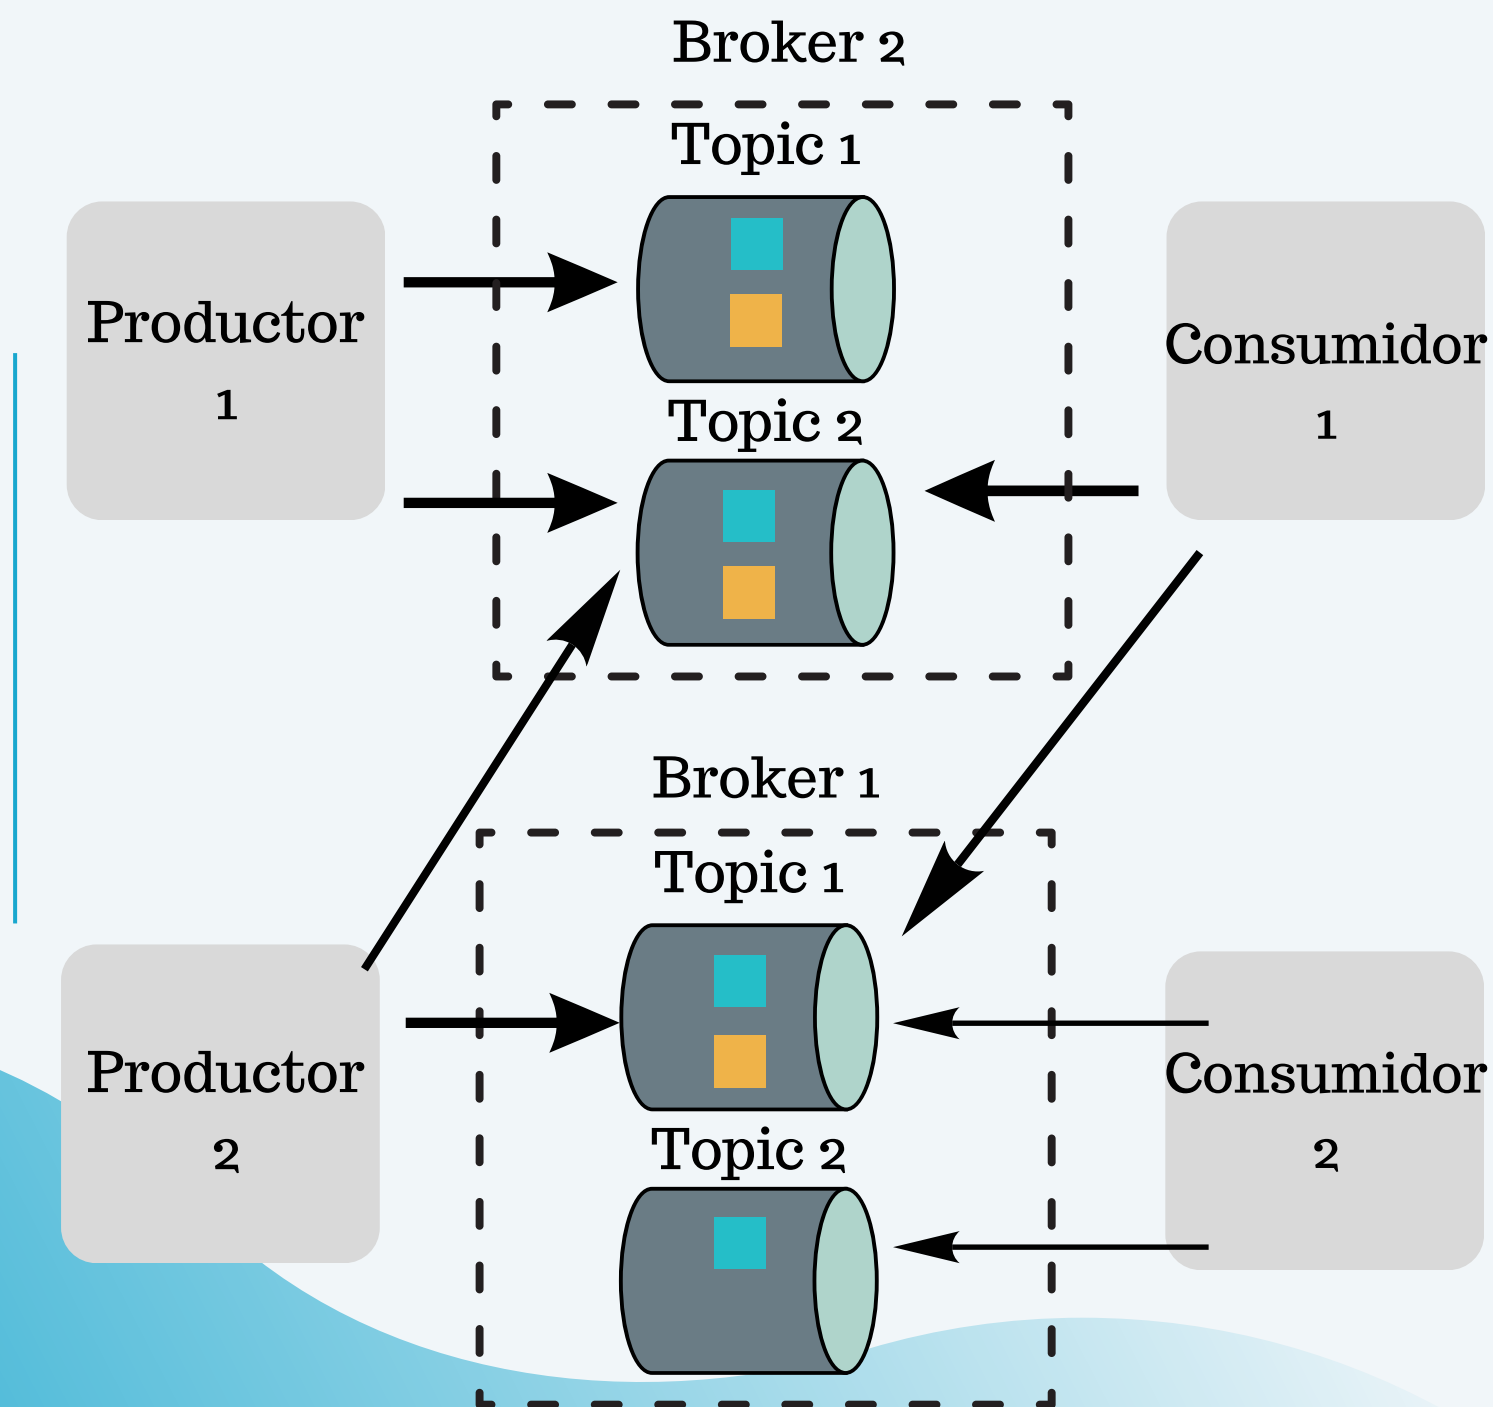 Broker 2
Topic 1
Productor
1
Consumidor
1
Topic 2
Broker 1
Topic 1
Productor
2
Consumidor
2
Topic 2